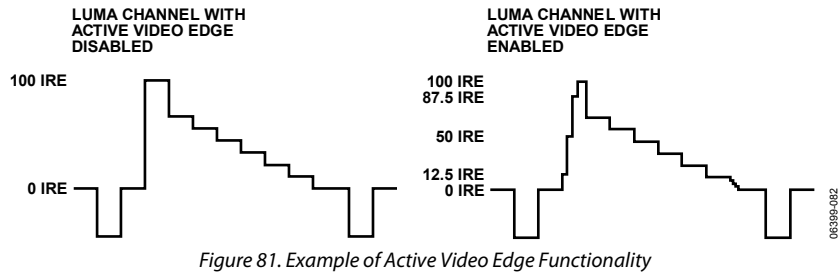 LUMA CHANNEL WITH
ACTIVE VIDEO EDGE
DISABLED
100 IRE
0 IRE
LUMA CHANNEL WITH
ACTIVE VIDEO EDGE
ENABLED
100 IRE
87.5 IRE
50 IRE
12.5 IRE
0 IRE
06399-082
Figure 81. Example of Active Video Edge Functionality